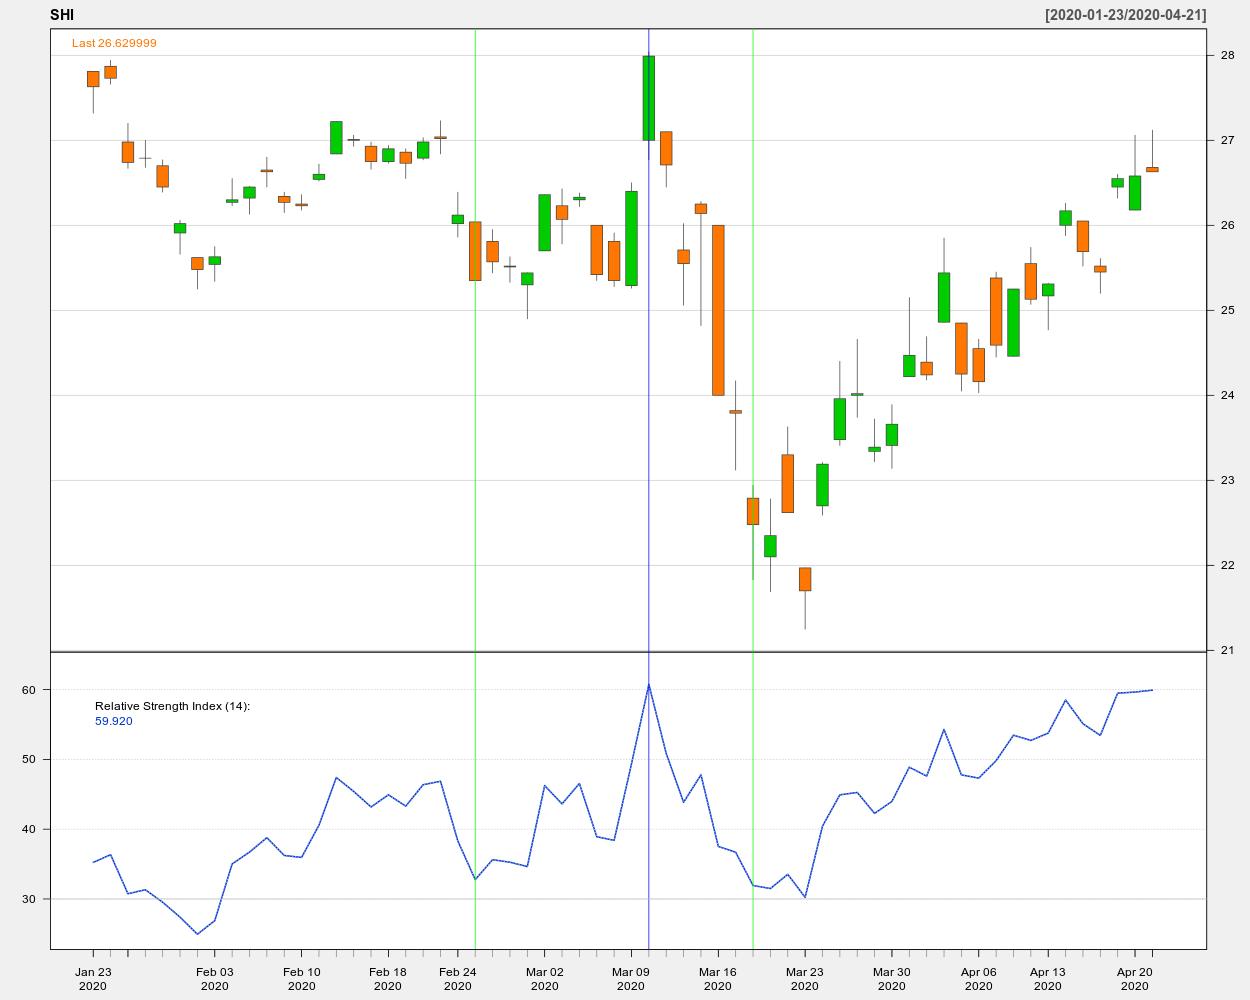 SHI
[2020-01-23/2020-04-21]
Last 26.629999
28
27
26
25
24
23
22
21
Relative Strength Index (14):
59.920
60
50
40
30
Jan 23
2020
Feb 03
2020
Feb 10
2020
Feb 18
2020
Feb 24
2020
Mar 02
2020
Mar 09
2020
Mar 16
2020
Mar 23
2020
Mar 30
2020
Apr 06
2020
Apr 13
2020
Apr 20
2020